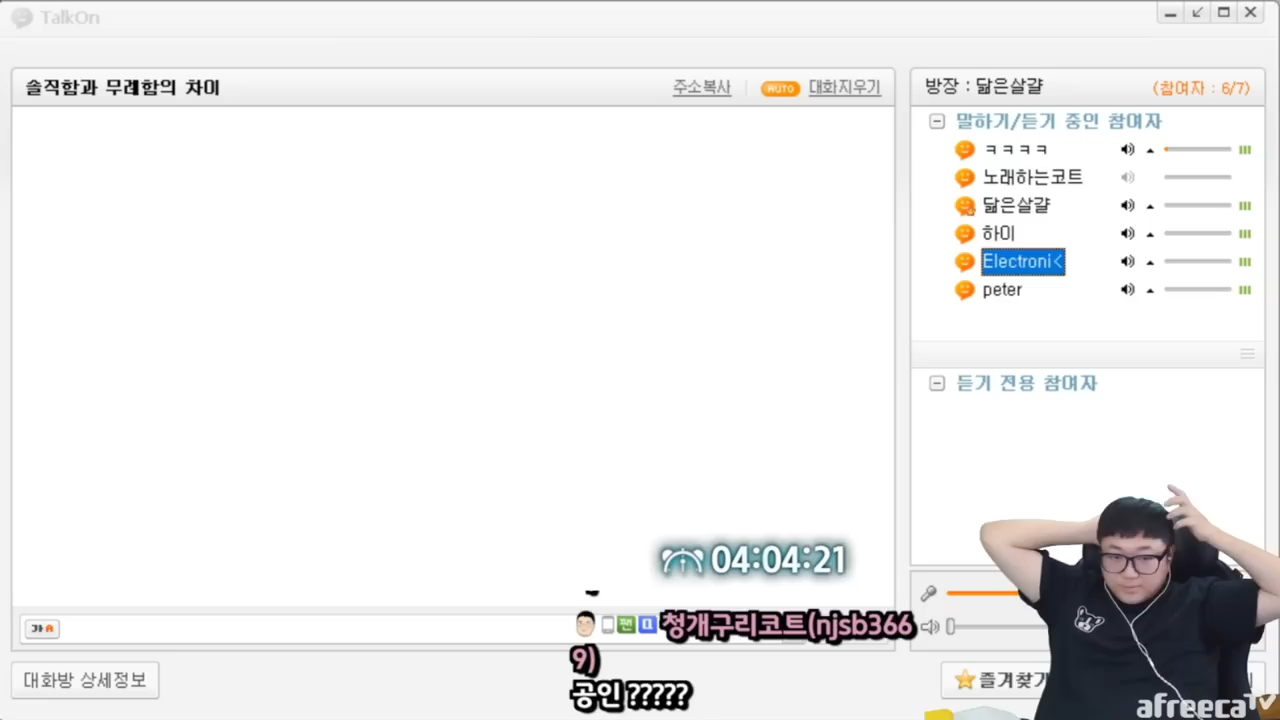 TalkOn
솔직함과 무례함의 차이
주소복사
AUTO
대화지우기
방장 : 닮은살걀
(참여자 : 6/7)
말하기/듣기 중인 참여자
ㅋㅋㅋㅋ
노래하는코트
닮은살걀
하이
Electroni<
peter
듣기 전용 참여자
04:04:21
가
팬
청개구리코트(njsb366
9)
공인?????
대화방 상세정보
즐겨찾기
afreecaTV